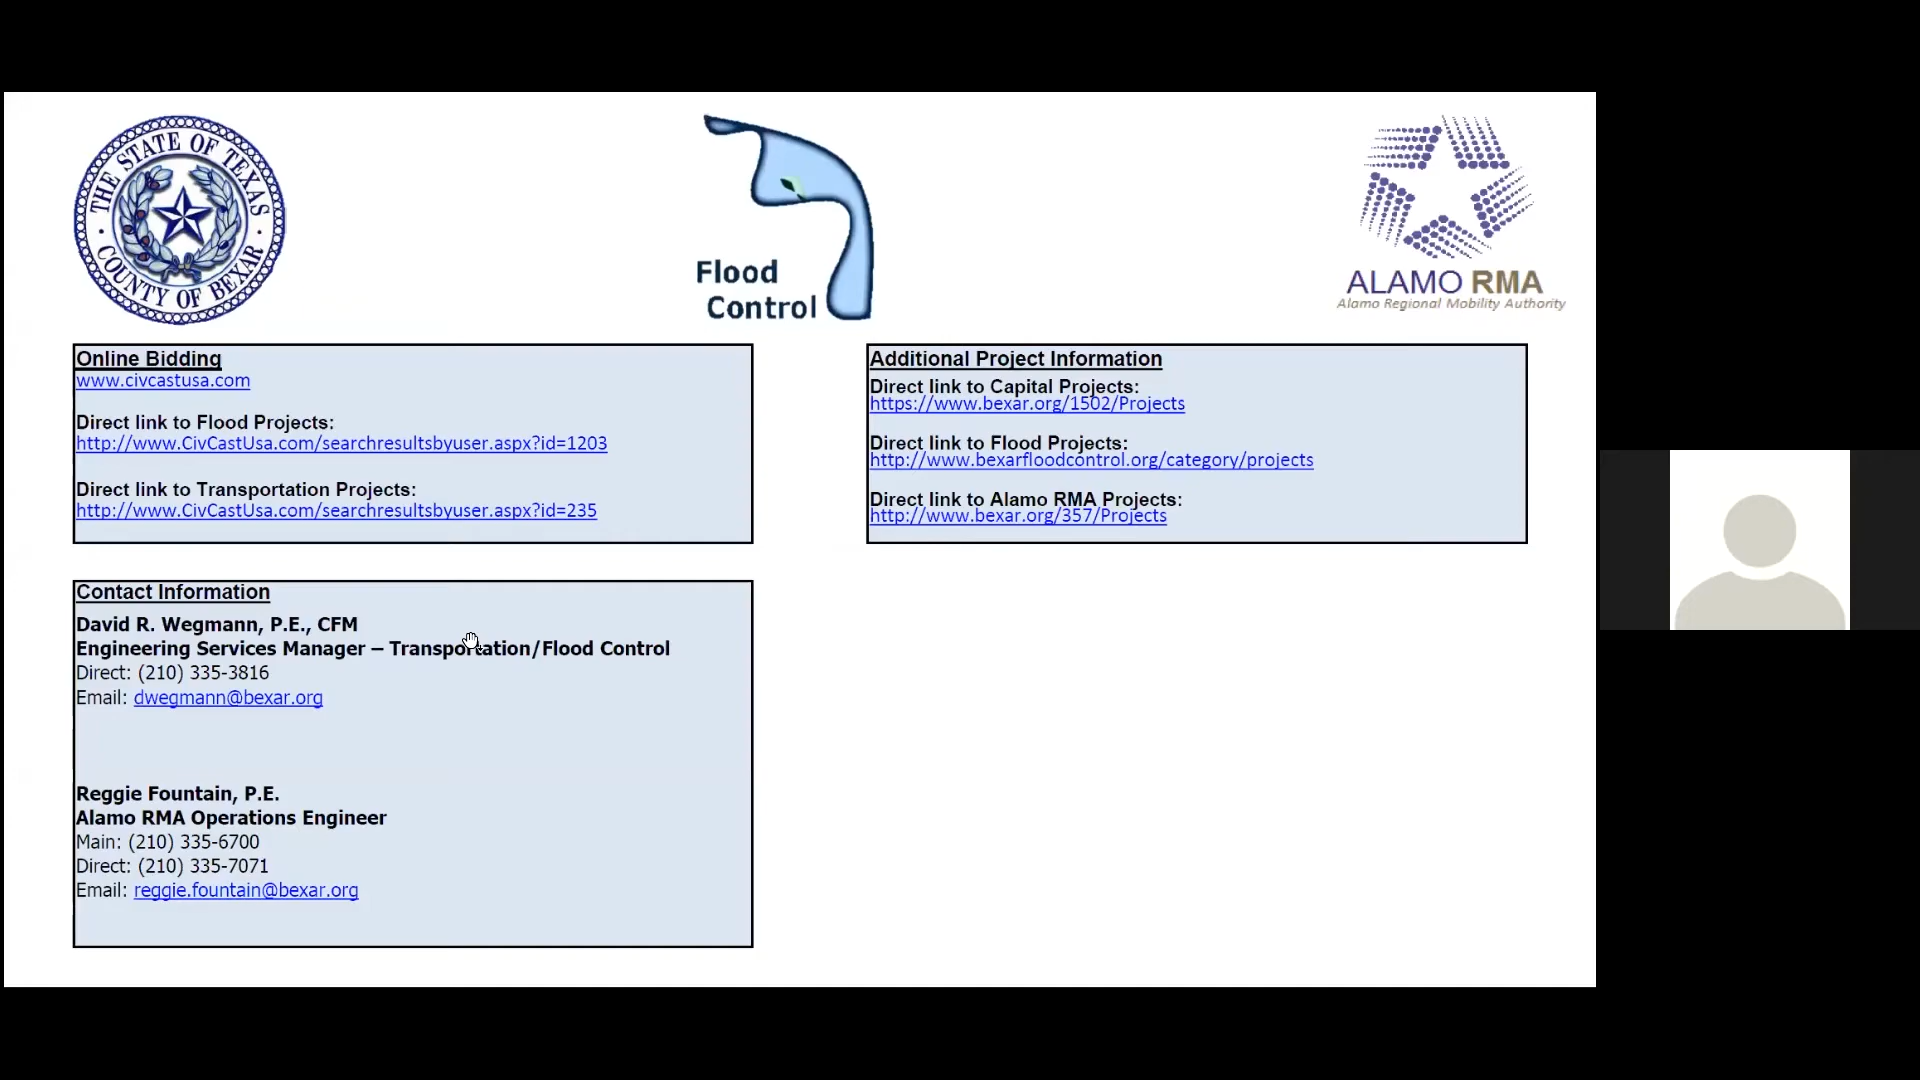 THE STATE OF TEXAS
COUNTY OF BEXAR
Flood
Control
ALAMO RMA
Alamo Regional Mobility Authority
Online Bidding
www.civcastusa.com
Direct link to Flood Projects:
http://www.CivCastUsa.com/searchresultsbyuser.aspx?id=1203
Direct link to Transportation Projects:
http://www.CivCastUsa.com/searchresultsbyuser.aspx?id=235
Additional Project Information
Direct link to Capital Projects:
https://www.bexar.org/1502/Projects
Direct link to Flood Projects:
http://www.bexarfloodcontrol.org/category/projects
Direct link to Alamo RMA Projects:
http://www.bexar.org/357/Projects
Contact Information
David R. Wegmann, P.E., CFM
Engineering Services Manager – Transportation/Flood Control
Direct: (210) 335-3816
Email: dwegmann@bexar.org
Reggie Fountain, P.E.
Alamo RMA Operations Engineer
Main: (210) 335-6700
Direct: (210) 335-7071
Email: reggie.fountain@bexar.org